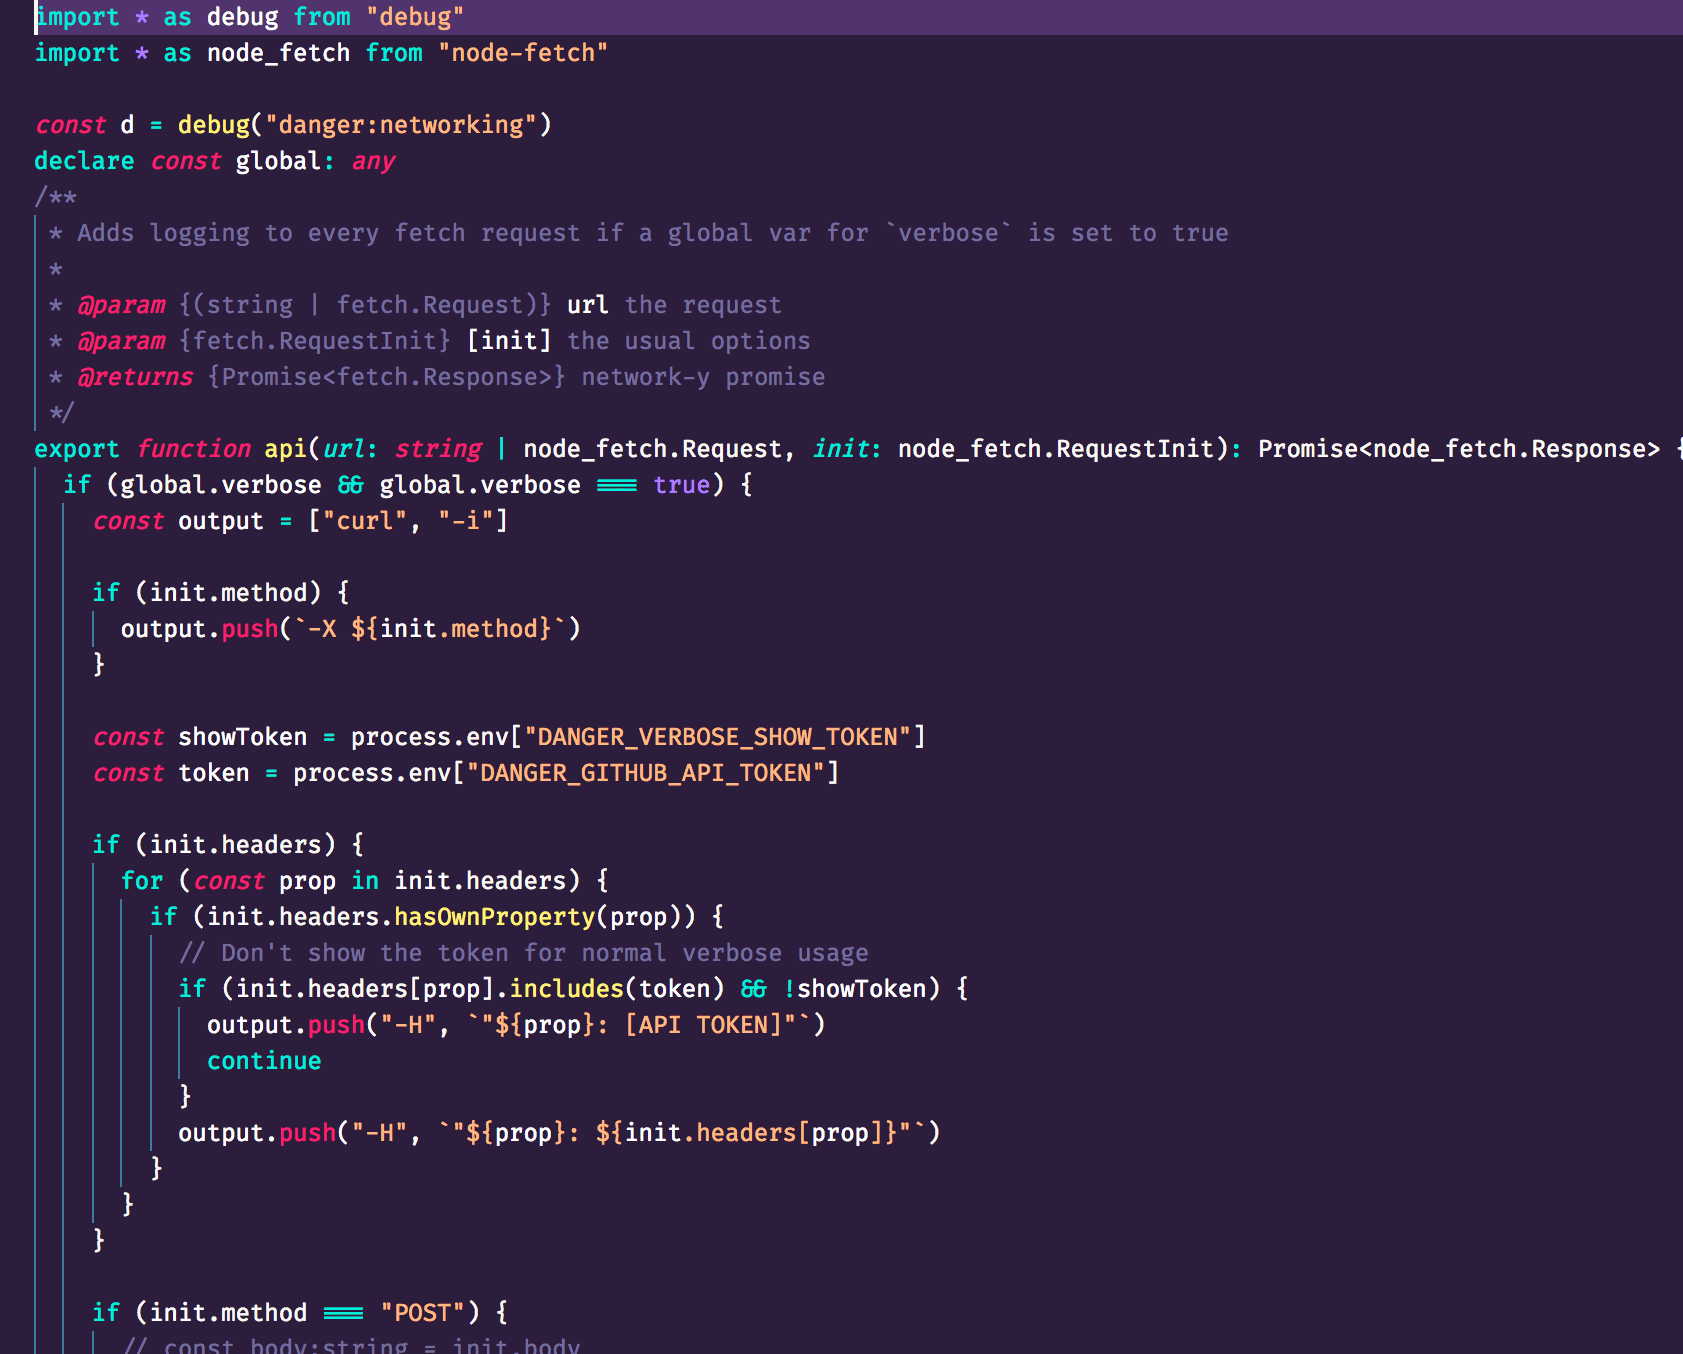 import * as debug from "debug"
import * as node_fetch from "node-fetch"
const d = debug("danger:networking")
declare const global: any
/**
* Adds logging to every fetch request if a global var for `verbose` is set to true
*
* @param {(string | fetch.Request)} url the request
* @param {fetch.RequestInit} [init] the usual options
* @returns {Promise<fetch.Response>} network-y promise
*/
export function api(url: string | node_fetch.Request, init: node_fetch.RequestInit): Promise<node_fetch.Response> {
if (global.verbose && global.verbose === true) {
const output = ["curl", "-i"]
if (init.method) {
output.push(`-X ${init.method}`)
}
const showToken = process.env["DANGER_VERBOSE_SHOW_TOKEN"]
const token = process.env["DANGER_GITHUB_API_TOKEN"]
if (init.headers) {
for (const prop in init.headers) {
if (init.headers.hasOwnProperty(prop)) {
// Don't show the token for normal verbose usage
if (init.headers[prop].includes(token) && !showToken) {
output.push("-H", `"${prop}: [API TOKEN]"`)
continue
}
output.push("-H", `"${prop}: ${init.headers[prop]}"`)
}
}
}
if (init.method === "POST") {
// const body:string = init.body